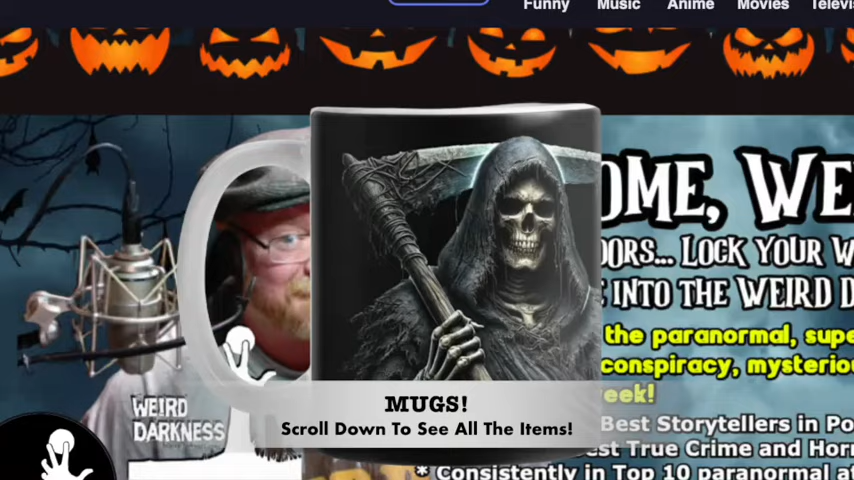 Funny Music Anime Movies
OME, WE
OORS... LOCK YOUR W
INTO THE WEIRD D
the paranormal, supe
conspiracy, mysteriou
eek!
Best Storytellers in Po
st True Crime and Horr
* Consistently in Top 10 paranormal
WEIRD
DARKNESS
MUGS!
Scroll Down To See All The Items!